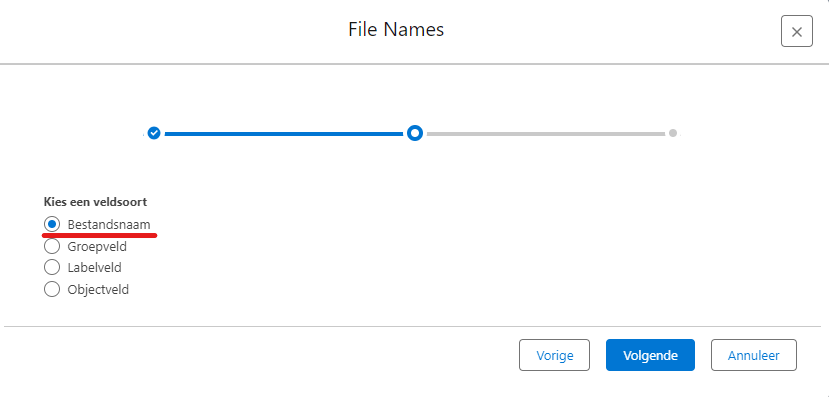 File Names
Kies een veldsoort
Bestandsnaam
Groepveld
Labelveld
Objectveld
Vorige
Volgende
Annuleer